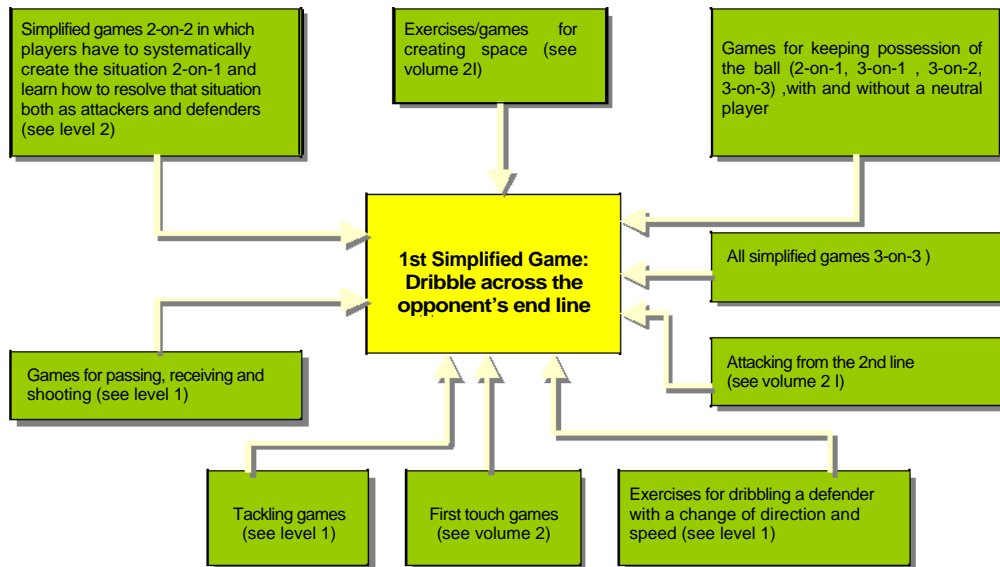 Simplified games 2-on-2 in which
players have to systematically
create the situation 2-on-1 and
learn how to resolve that situation
both as attackers and defenders
(see level 2)
Exercises/games for
creating space (see
volume 2I)
Games for keeping possession of
the ball (2-on-1, 3-on-1 , 3-on-2,
3-on-3) ,with and without a neutral
player
1st Simplified Game:
Dribble across the
opponent’s end line
All simplified games 3-on-3 )
Games for passing, receiving and
shooting (see level 1)
Attacking from the 2nd line
(see volume 2 I)
Tackling games
(see level 1)
First touch games
(see volume 2)
Exercises for dribbling a defender
with a change of direction and
speed (see level 1)